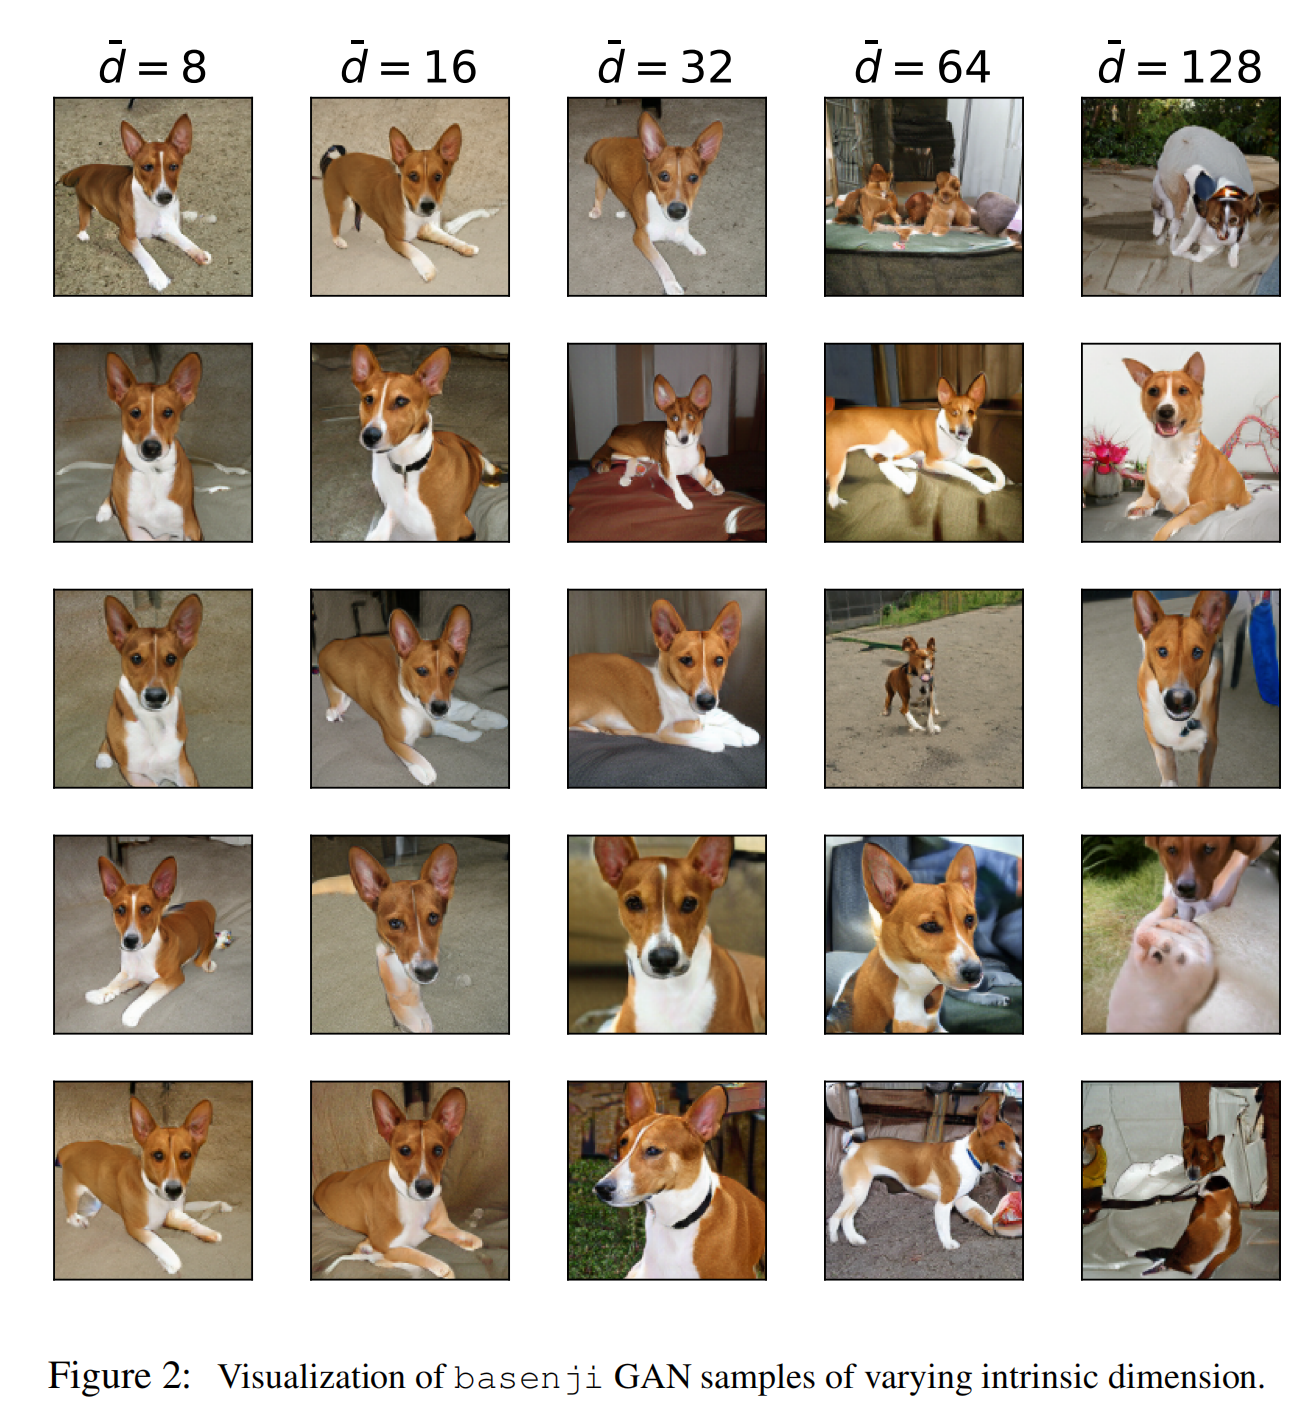 d̄ = 8 d̄ = 16 d̄ = 32 d̄ = 64 d̄ = 128
Figure 2: Visualization of basenji GAN samples of varying intrinsic dimension.